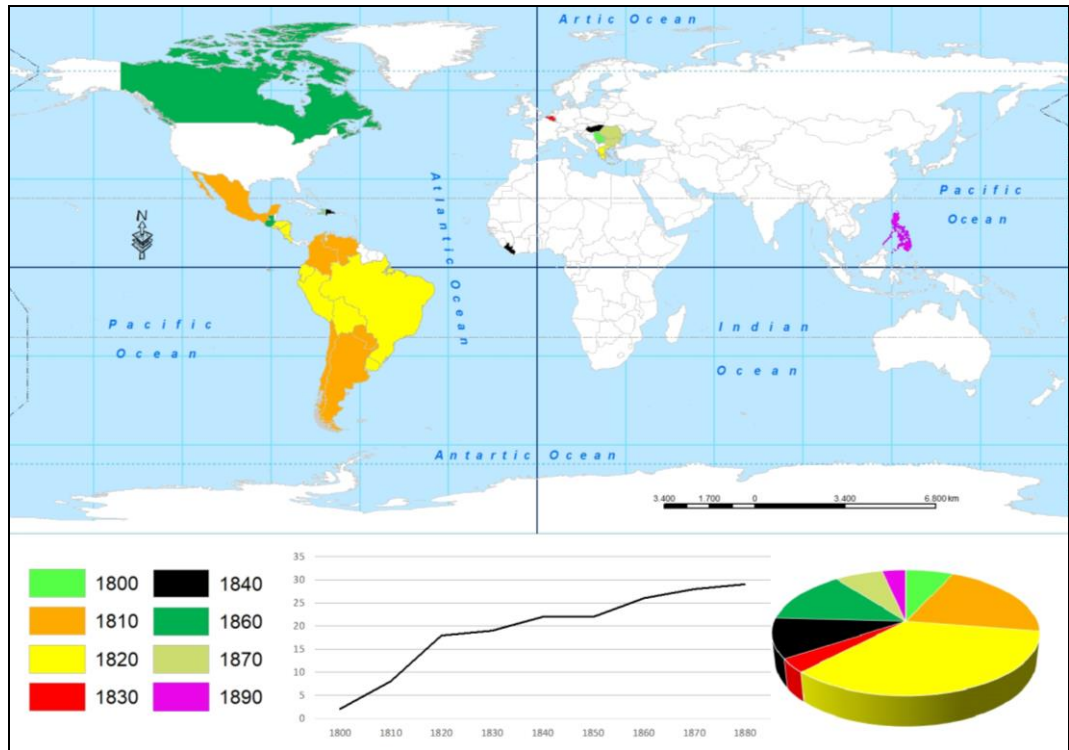 Artic Ocean
Atlantic Ocean
Pacific
Ocean
N
Pacific
Ocean
Indian
Ocean
Antartic Ocean
3.400 1.700 0 3.400 6.800 km
1800 1840
1810 1860
1820 1870
1830 1890
35
30
25
20
15
10
5
0
1800 1810 1820 1830 1840 1850 1860 1870 1880